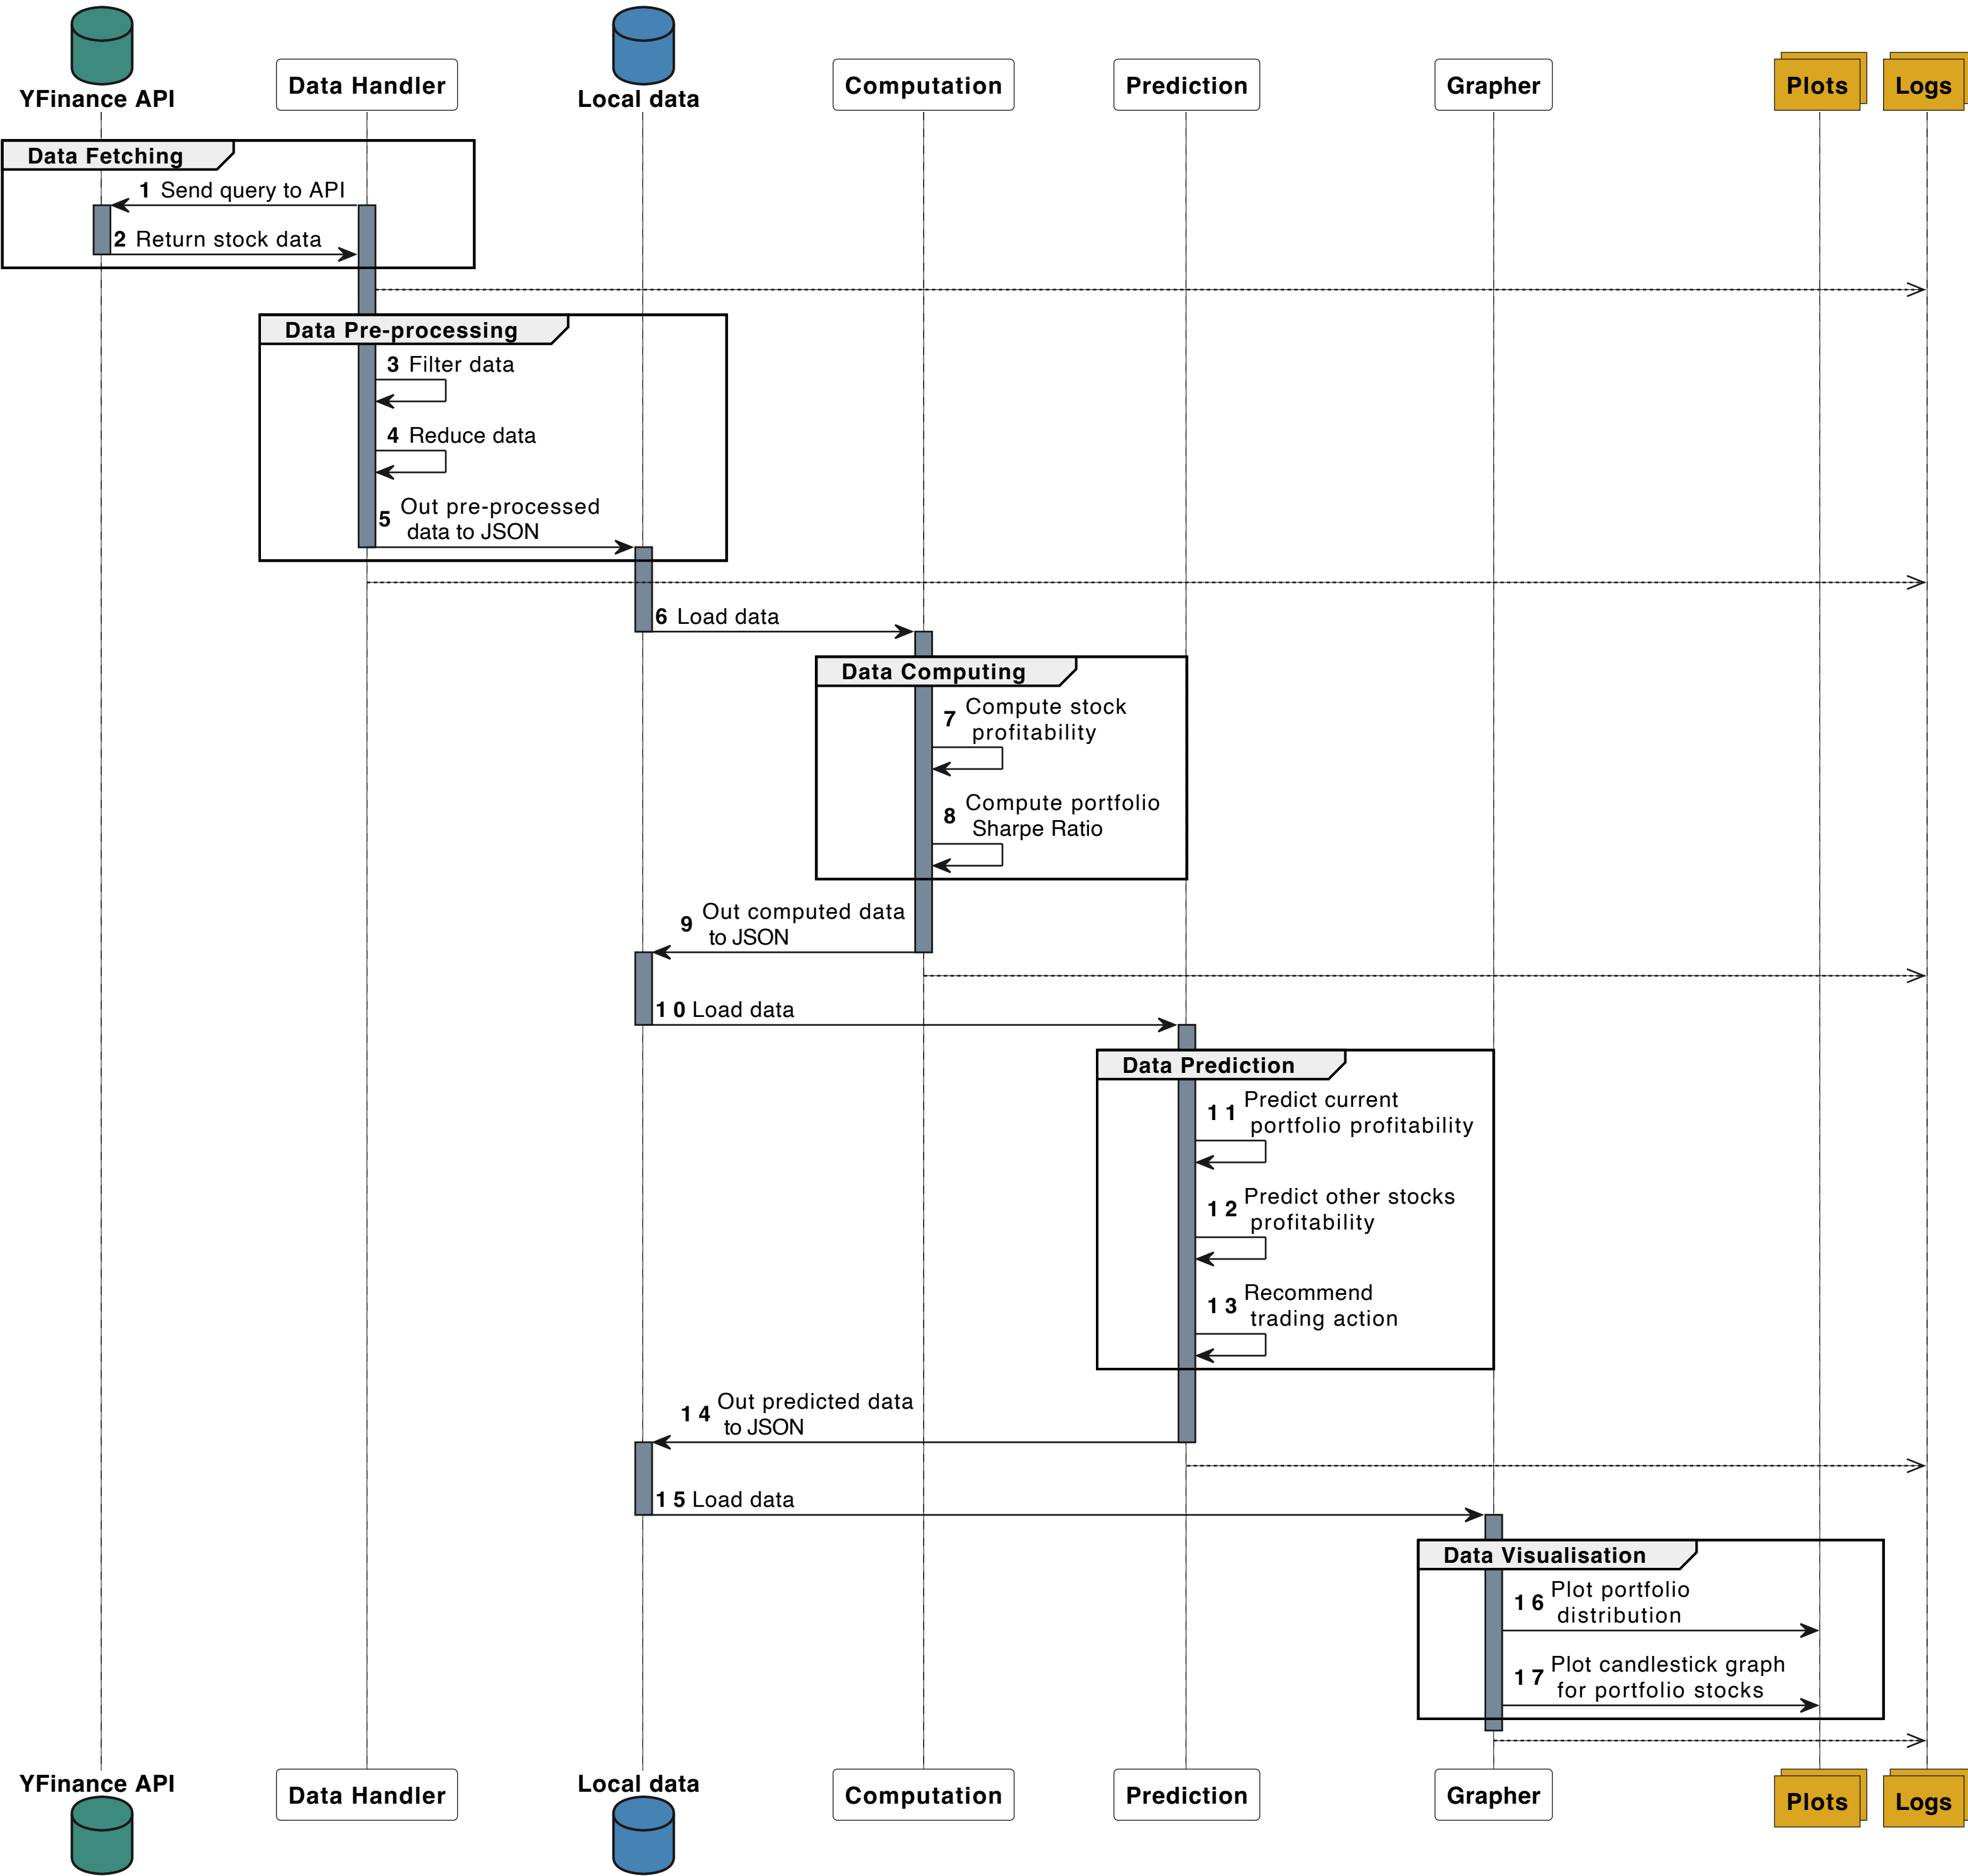 YFinance API
Data Handler
Local data
Computation
Prediction
Grapher
Plots
Logs
Data Fetching
1 Send query to API
2 Return stock data
Data Pre-processing
3 Filter data
4 Reduce data
5 Out pre-processed
data to JSON
6 Load data
Data Computing
7 Compute stock
profitability
8 Compute portfolio
Sharpe Ratio
9 Out computed data
to JSON
10 Load data
Data Prediction
11 Predict current
portfolio profitability
12 Predict other stocks
profitability
13 Recommend
trading action
14 Out predicted data
to JSON
15 Load data
Data Visualisation
16 Plot portfolio
distribution
17 Plot candlestick graph
for portfolio stocks
YFinance API
Data Handler
Local data
Computation
Prediction
Grapher
Plots
Logs